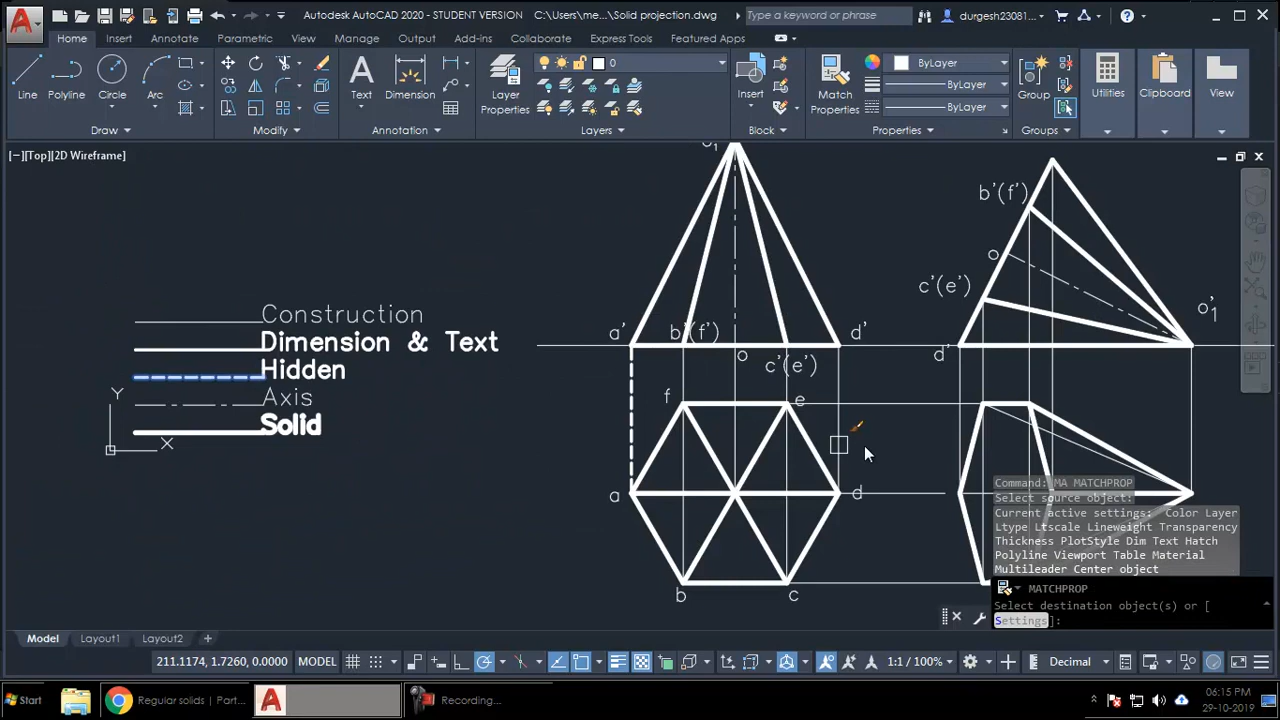 Autodesk AutoCAD 2020 - STUDENT VERSION C:\Users\me...\Solid projection.dwg
Type a keyword or phrase
durgesh23081...
Home Insert Annotate Parametric View Manage Output Add-ins Collaborate Express Tools Featured Apps
Line Polyline Circle Arc
Text Dimension
Layer Properties
0
Insert
Match Properties
ByLayer
ByLayer
ByLayer
Group
Utilities
Clipboard
View
Draw Modify Annotation Layers Block Properties Groups
[−][Top][2D Wireframe]
Construction
Dimension & Text
Hidden
Axis
Solid
Y
X
a'
b'(f')
o
c'(e')
d'
f
e
a
d
b
c
b'(f')
o
c'(e')
d'
o'1
Command: MA MATCHPROP
Select source object:
Current active settings: Color Layer
Ltype Ltscale Lineweight Transparency
Thickness PlotStyle Dim Text Hatch
Polyline Viewport Table Material
Multileader Center object
MATCHPROP
Select destination object(s) or [
Settings]:
Model Layout1 Layout2 +
211.1174, 1.7260, 0.0000 MODEL
1:1 / 100%
Decimal
Start
Regular solids | Part...
Recording...
06:15 PM
29-10-2019